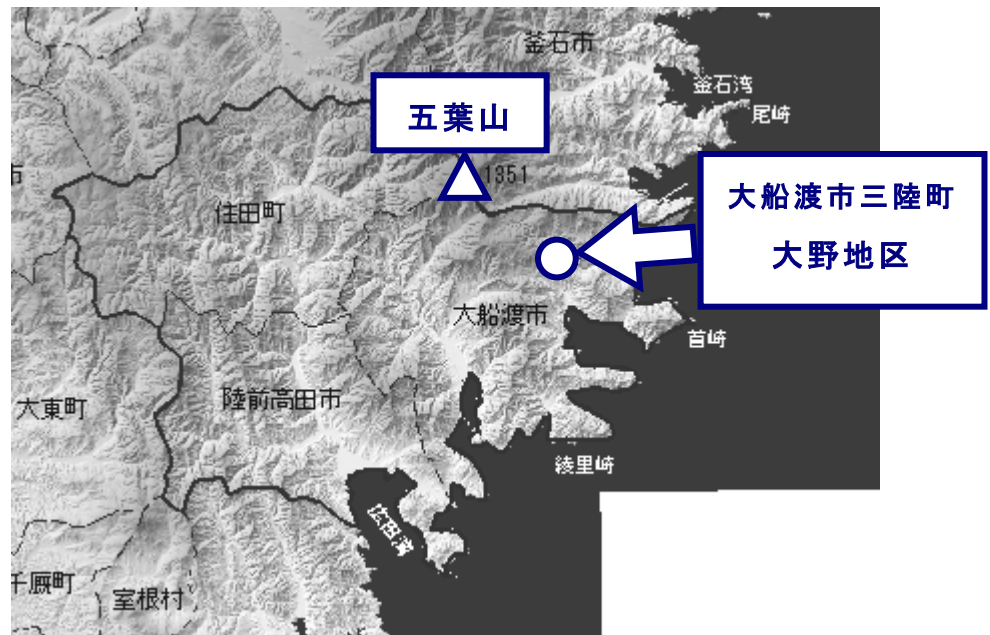 釜石市
釜石湾
尾崎
五葉山
1351
市
住田町
大船渡市三陸町
大野地区
大船渡市
首崎
陸前高田市
大東町
綾里崎
広田湾
千厩町
室根村